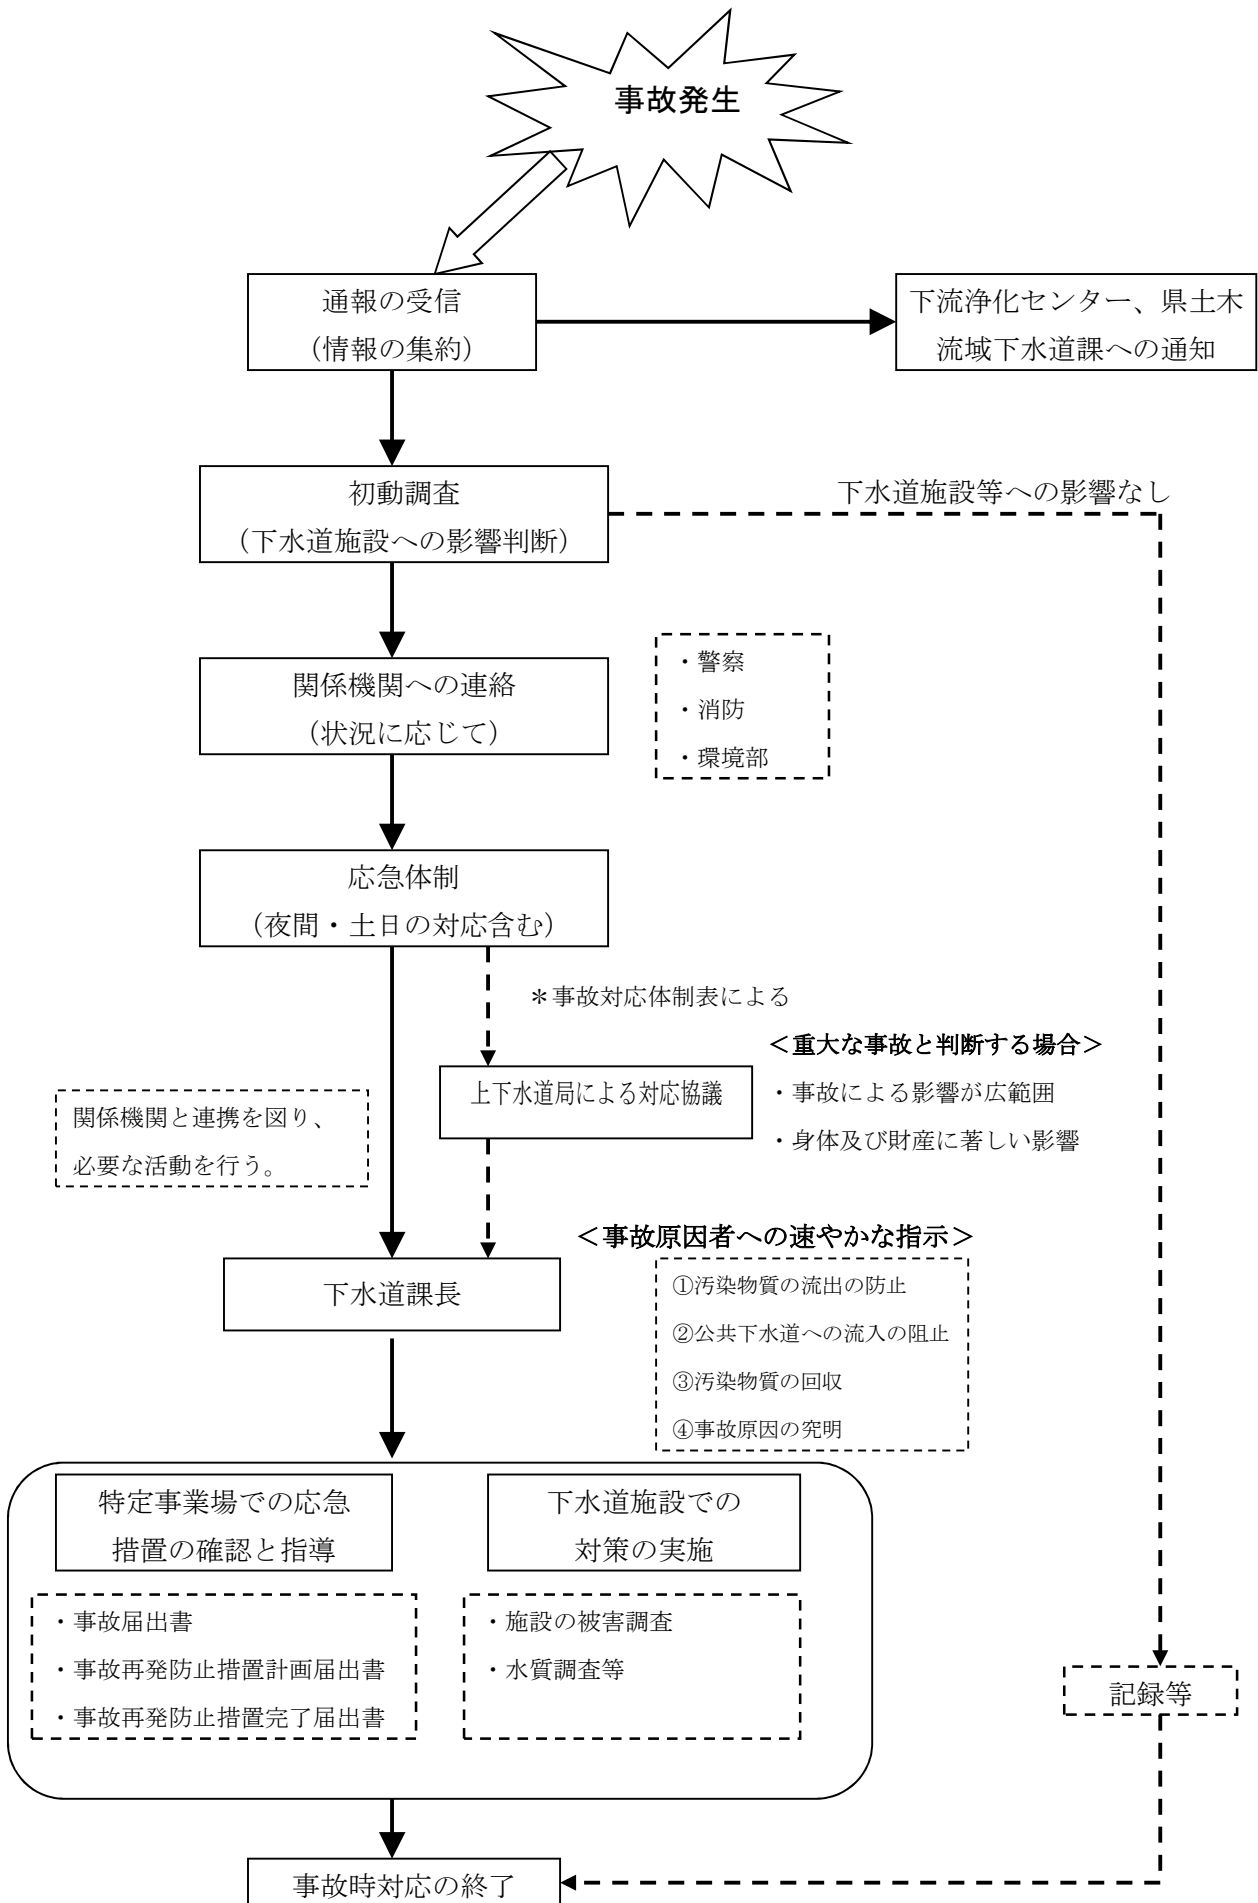 事故発生
通報の受信
（情報の集約）
下流浄化センター、県土木
流域下水道課への通知
初動調査
（下水道施設への影響判断）
下水道施設等への影響なし
関係機関への連絡
（状況に応じて）
・警察
・消防
・環境部
応急体制
（夜間・土日の対応含む）
＊事故対応体制表による
＜重大な事故と判断する場合＞
上下水道局による対応協議
・事故による影響が広範囲
・身体及び財産に著しい影響
関係機関と連携を図り、
必要な活動を行う。
＜事故原因者への速やかな指示＞
下水道課長
①汚染物質の流出の防止
②公共下水道への流入の阻止
③汚染物質の回収
④事故原因の究明
特定事業場での応急
措置の確認と指導
下水道施設での
対策の実施
・事故届出書
・事故再発防止措置計画届出書
・事故再発防止措置完了届出書
・施設の被害調査
・水質調査等
記録等
事故時対応の終了